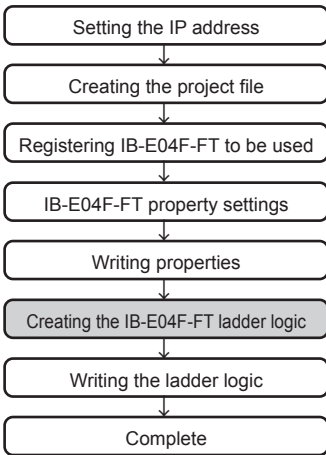 Setting the IP address
Creating the project file
Registering IB-E04F-FT to be used
IB-E04F-FT property settings
Writing properties
Creating the IB-E04F-FT ladder logic
Writing the ladder logic
Complete